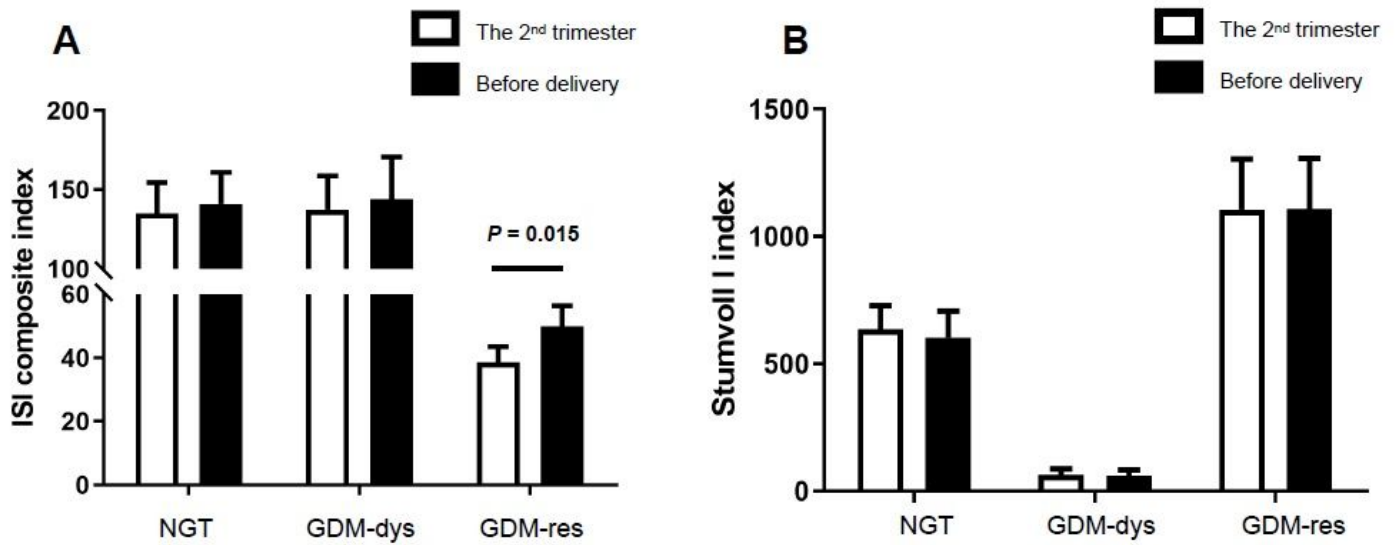 A
The 2nd trimester
Before delivery
ISI composite index
200
150
100
60
40
20
0
P = 0.015
NGT
GDM-dys
GDM-res
B
The 2nd trimester
Before delivery
Stumvoll I index
1500
1000
500
0
NGT
GDM-dys
GDM-res